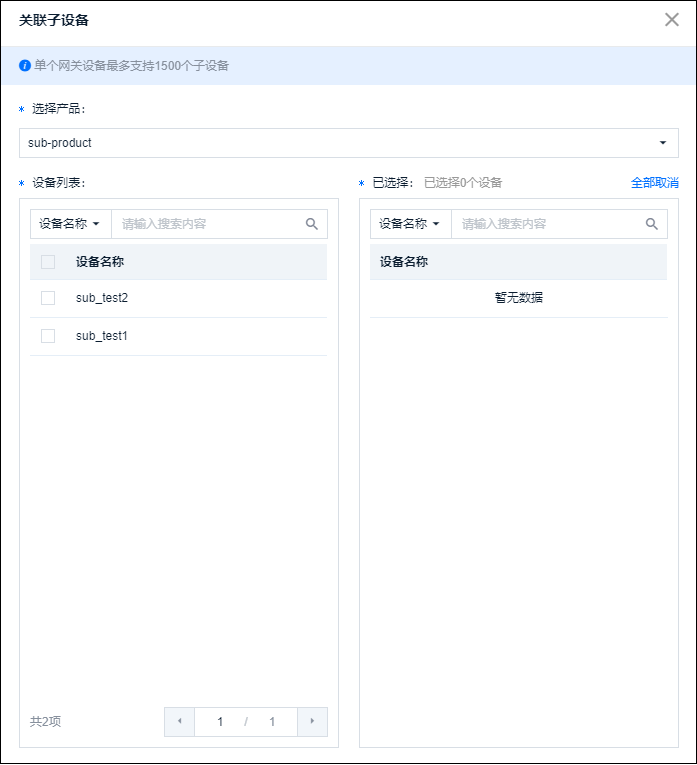 关联子设备
单个网关设备最多支持1500个子设备
* 选择产品：
sub-product
* 设备列表：
* 已选择： 已选择0个设备 全部取消
设备名称 请输入搜索内容
设备名称
sub_test2
sub_test1
共2项 1 / 1
设备名称 请输入搜索内容
设备名称
暂无数据